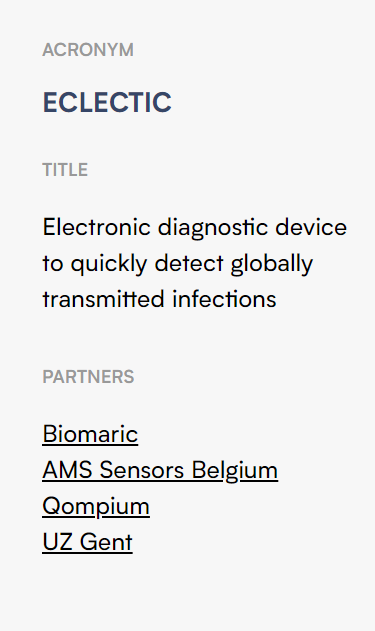 ACRONYM
ECLECTIC
TITLE
Electronic diagnostic device
to quickly detect globally
transmitted infections
PARTNERS
Biomaric
AMS Sensors Belgium
Qompium
UZ Gent